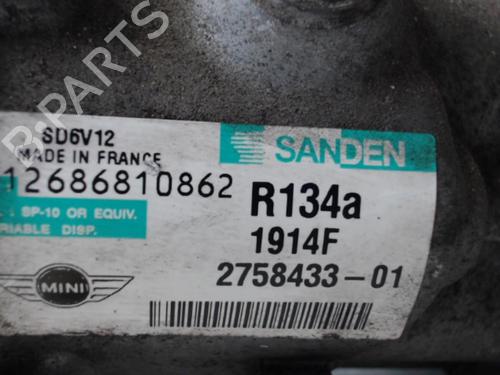 SD6V12
MADE IN FRANCE
SANDEN
12686810862
R134a
SP-10 OR EQUIV.
1914F
RIABLE DISP.
2758433-01
MINI
B-PARTS